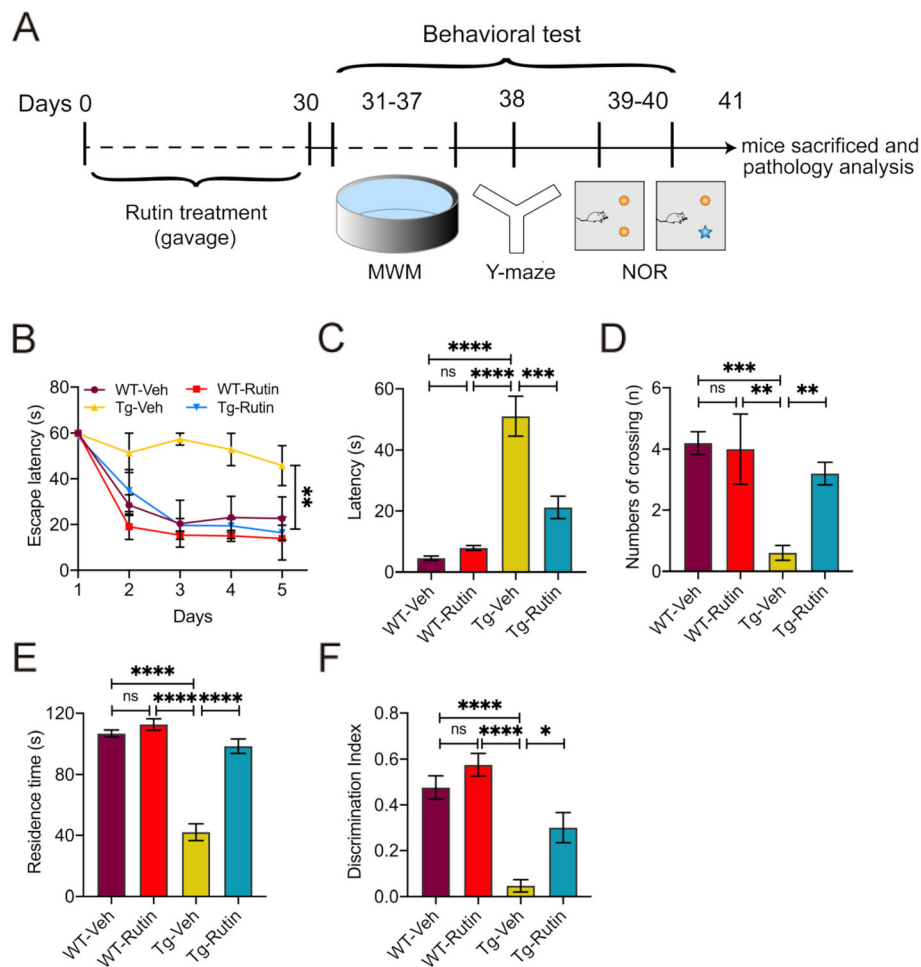 A
Behavioral test
Days 0
30
31-37
38
39-40
41
mice sacrificed and
pathology analysis
Rutin treatment
(gavage)
MWM
Y-maze
NOR
B
WT-Veh
WT-Rutin
Tg-Veh
Tg-Rutin
Escape latency (s)
80
60
40
20
0
1
2
3
4
5
Days
**
C
****
ns
****
***
Latency (s)
80
60
40
20
0
WT-Veh
WT-Rutin
Tg-Veh
Tg-Rutin
D
***
ns
**
**
Numbers of crossing (n)
6
4
2
0
WT-Veh
WT-Rutin
Tg-Veh
Tg-Rutin
E
****
ns
****
****
Residence time (s)
120
80
40
0
WT-Veh
WT-Rutin
Tg-Veh
Tg-Rutin
F
****
ns
****
*
Discrimination Index
0.8
0.6
0.4
0.2
0.0
WT-Veh
WT-Rutin
Tg-Veh
Tg-Rutin